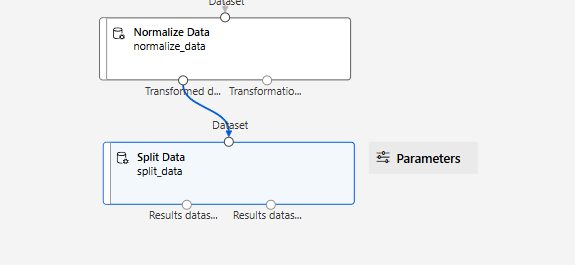 Dataset
Normalize Data
normalize_data
Transformed d... Transformatio...
Dataset
Split Data
split_data
Parameters
Results datas... Results datas...